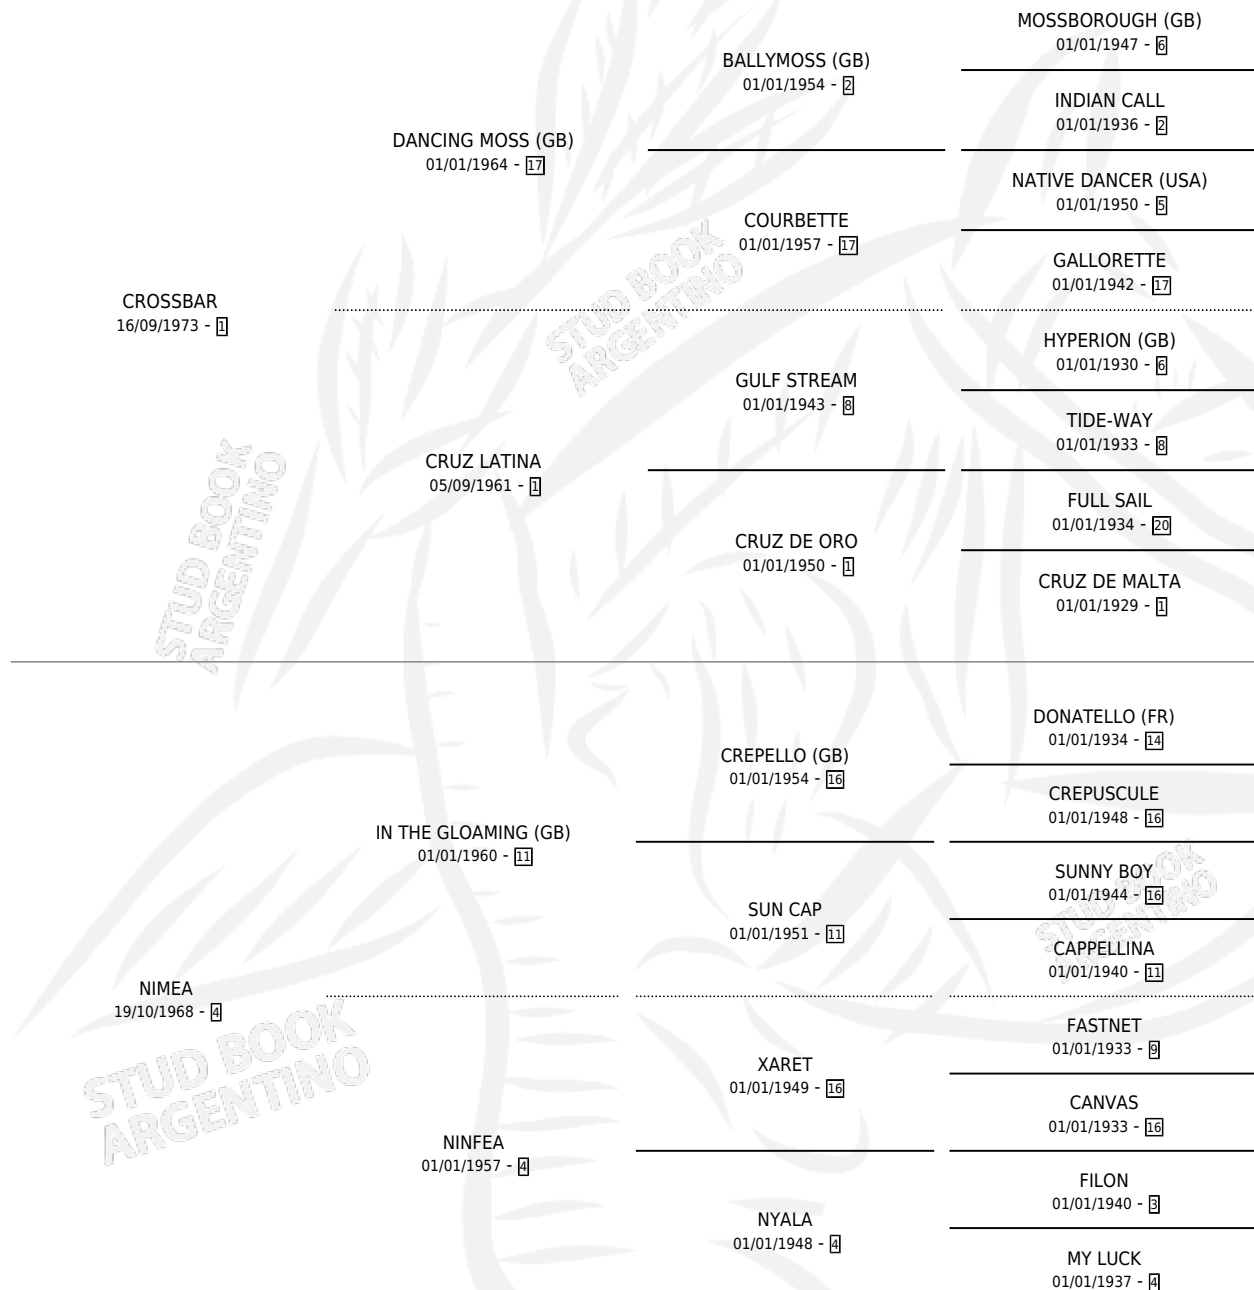 MOSSBOROUGH (GB)
01/01/1947 - 6
BALLYMOSS (GB)
01/01/1954 - 2
INDIAN CALL
01/01/1936 - 2
DANCING MOSS (GB)
01/01/1964 - 17
NATIVE DANCER (USA)
01/01/1950 - 5
COURBETTE
01/01/1957 - 17
GALLORETTE
01/01/1942 - 17
CROSSBAR
16/09/1973 - 1
HYPERION (GB)
01/01/1930 - 6
GULF STREAM
01/01/1943 - 8
TIDE-WAY
01/01/1933 - 8
CRUZ LATINA
05/09/1961 - 1
FULL SAIL
01/01/1934 - 20
CRUZ DE ORO
01/01/1950 - 1
CRUZ DE MALTA
01/01/1929 - 1
DONATELLO (FR)
01/01/1934 - 14
CREPELLO (GB)
01/01/1954 - 16
CREPUSCULE
01/01/1948 - 16
IN THE GLOAMING (GB)
01/01/1960 - 11
SUNNY BOY
01/01/1944 - 16
SUN CAP
01/01/1951 - 11
CAPPELLINA
01/01/1940 - 11
NIMEA
19/10/1968 - 4
FASTNET
01/01/1933 - 9
XARET
01/01/1949 - 16
CANVAS
01/01/1933 - 16
NINFEA
01/01/1957 - 4
FILON
01/01/1940 - 3
NYALA
01/01/1948 - 4
MY LUCK
01/01/1937 - 4
STUD BOOK
ARGENTINO
STUD BOOK
ARGENTINO
STUD BOOK
ARGENTINO
STUD BOOK
ARGENTINO